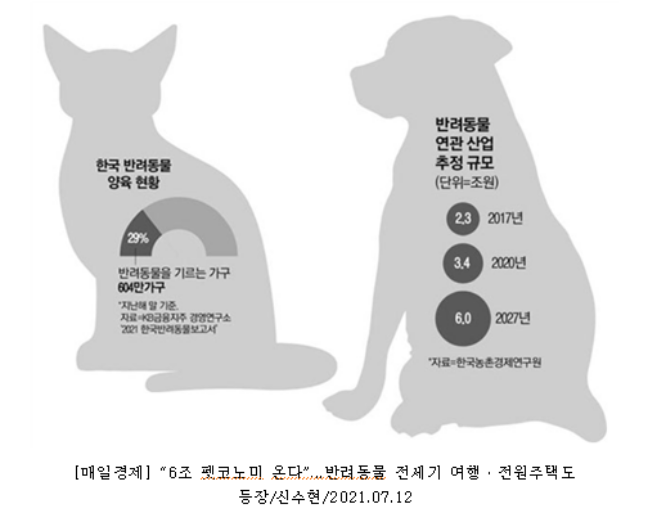 한국 반려동물
양육 현황
29%
반려동물을 기르는 가구
604만가구
*지난해 말 기준.
자료=KB금융지주 경영연구소
'2021 한국반려동물보고서'
반려동물
연관 산업
추정 규모
(단위=조원)
2.3 2017년
3.4 2020년
6.0 2027년
*자료=한국농촌경제연구원
[매일경제] “6조 펫코노미 온다”…반려동물 전세기 여행·전원주택도
등장/신수현/2021.07.12